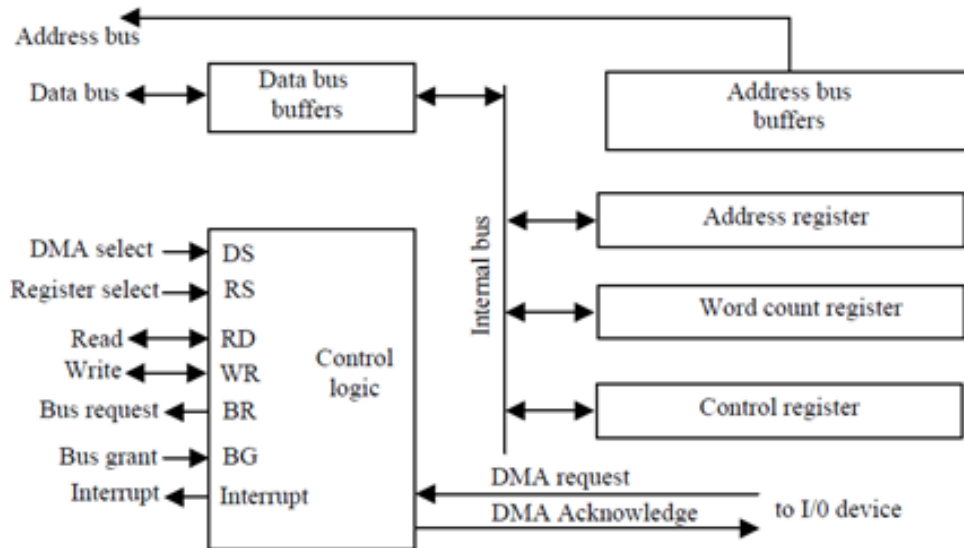 Address bus
Data bus
Data bus
buffers
Address bus
buffers
Internal bus
Address register
Word count register
Control register
DMA select
DS
Register select
RS
Read
RD
Write
WR
Bus request
BR
Bus grant
BG
Interrupt
Interrupt
Control
logic
DMA request
DMA Acknowledge
to I/0 device